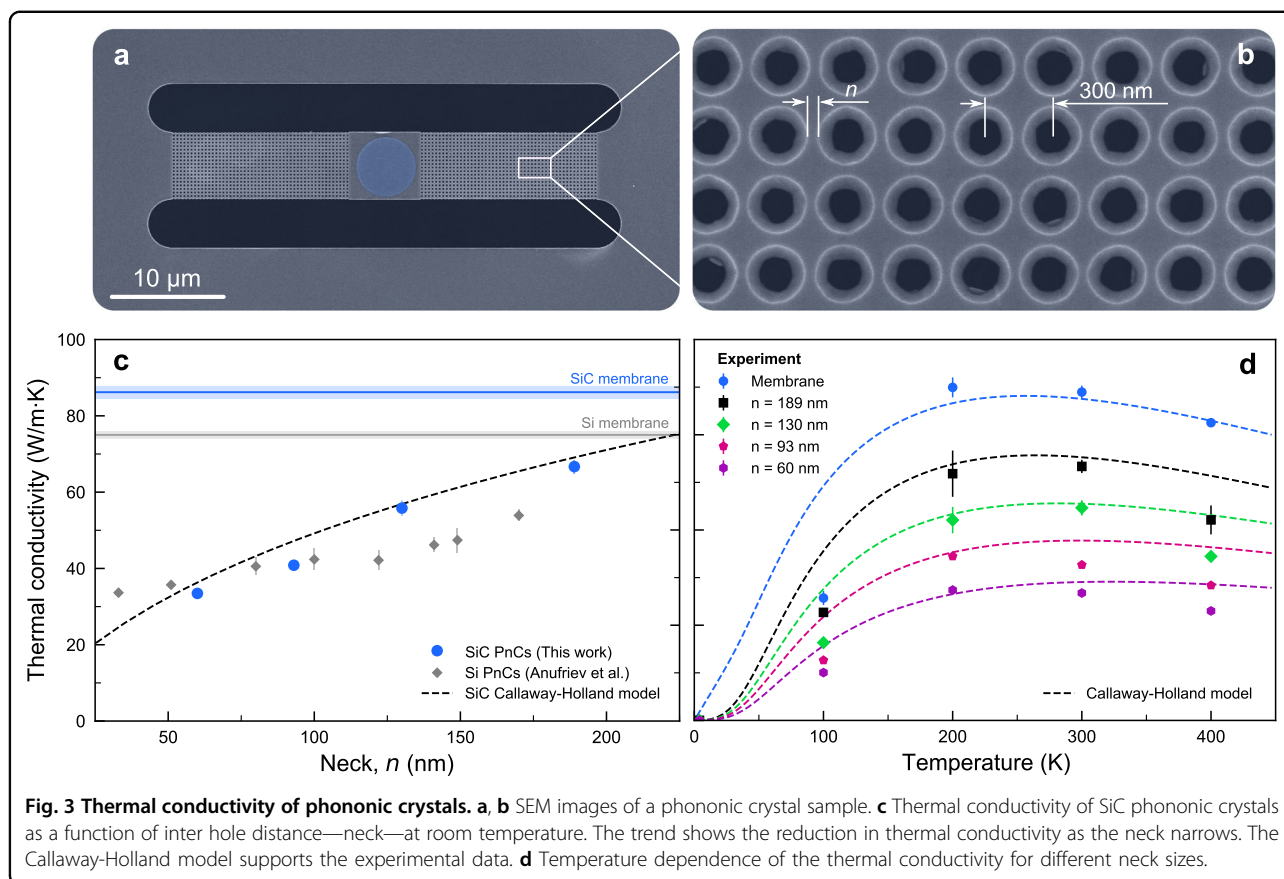 a
10 μm
b
n
300 nm
c
Thermal conductivity (W/m·K)
100
80
60
40
20
0
SiC membrane
Si membrane
SiC PnCs (This work)
Si PnCs (Anufriev et al.)
SiC Callaway-Holland model
50
100
150
200
Neck, n (nm)
d
Experiment
Membrane
n = 189 nm
n = 130 nm
n = 93 nm
n = 60 nm
Callaway-Holland model
0
100
200
300
400
Temperature (K)
Fig. 3 Thermal conductivity of phononic crystals. a, b SEM images of a phononic crystal sample. c Thermal conductivity of SiC phononic crystals
as a function of inter hole distance—neck—at room temperature. The trend shows the reduction in thermal conductivity as the neck narrows. The
Callaway-Holland model supports the experimental data. d Temperature dependence of the thermal conductivity for different neck sizes.